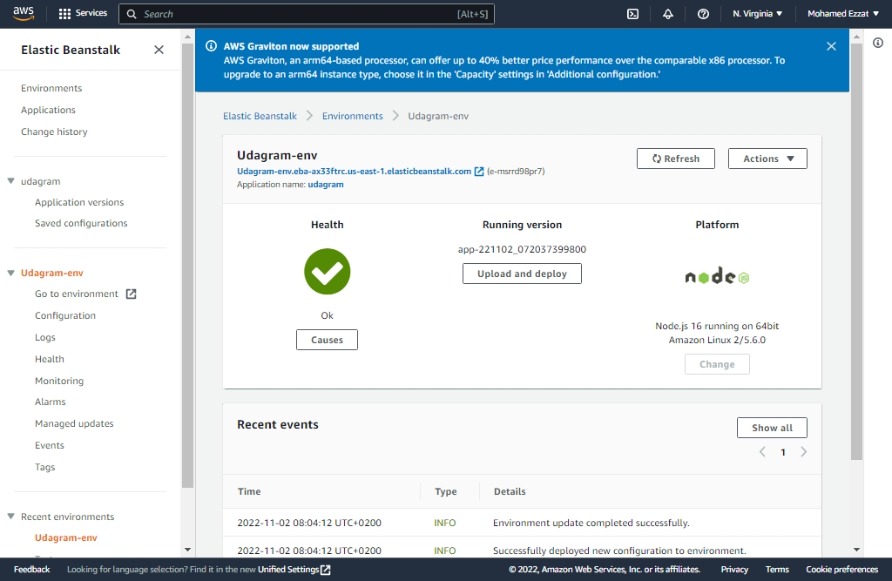 aws Services Search [Alt+S] N. Virginia Mohamed Ezzat
Elastic Beanstalk
Environments
Applications
Change history
udagram
Application versions
Saved configurations
Udagram-env
Go to environment
Configuration
Logs
Health
Monitoring
Alarms
Managed updates
Events
Tags
Recent environments
Udagram-env
AWS Graviton now supported
AWS Graviton, an arm64-based processor, can offer up to 40% better price performance over the comparable x86 processor. To
upgrade to an arm64 instance type, choose it in the 'Capacity' settings in 'Additional configuration.'
Elastic Beanstalk Environments Udagram-env
Udagram-env
Refresh Actions
Udagram-env.eba-ax33ftrc.us-east-1.elasticbeanstalk.com (e-msrrd98pr7)
Application name: udagram
Health
Ok
Causes
Running version
app-221102_072037399800
Upload and deploy
Platform
node
JS
Node.js 16 running on 64bit
Amazon Linux 2/5.6.0
Change
Recent events
Show all
1
Time Type Details
2022-11-02 08:04:12 UTC+0200 INFO Environment update completed successfully.
2022-11-02 08:04:12 UTC+0200 INFO Successfully deployed new configuration to environment.
Feedback Looking for language selection? Find it in the new Unified Settings © 2022, Amazon Web Services, Inc. or its affiliates. Privacy Terms Cookie preferences